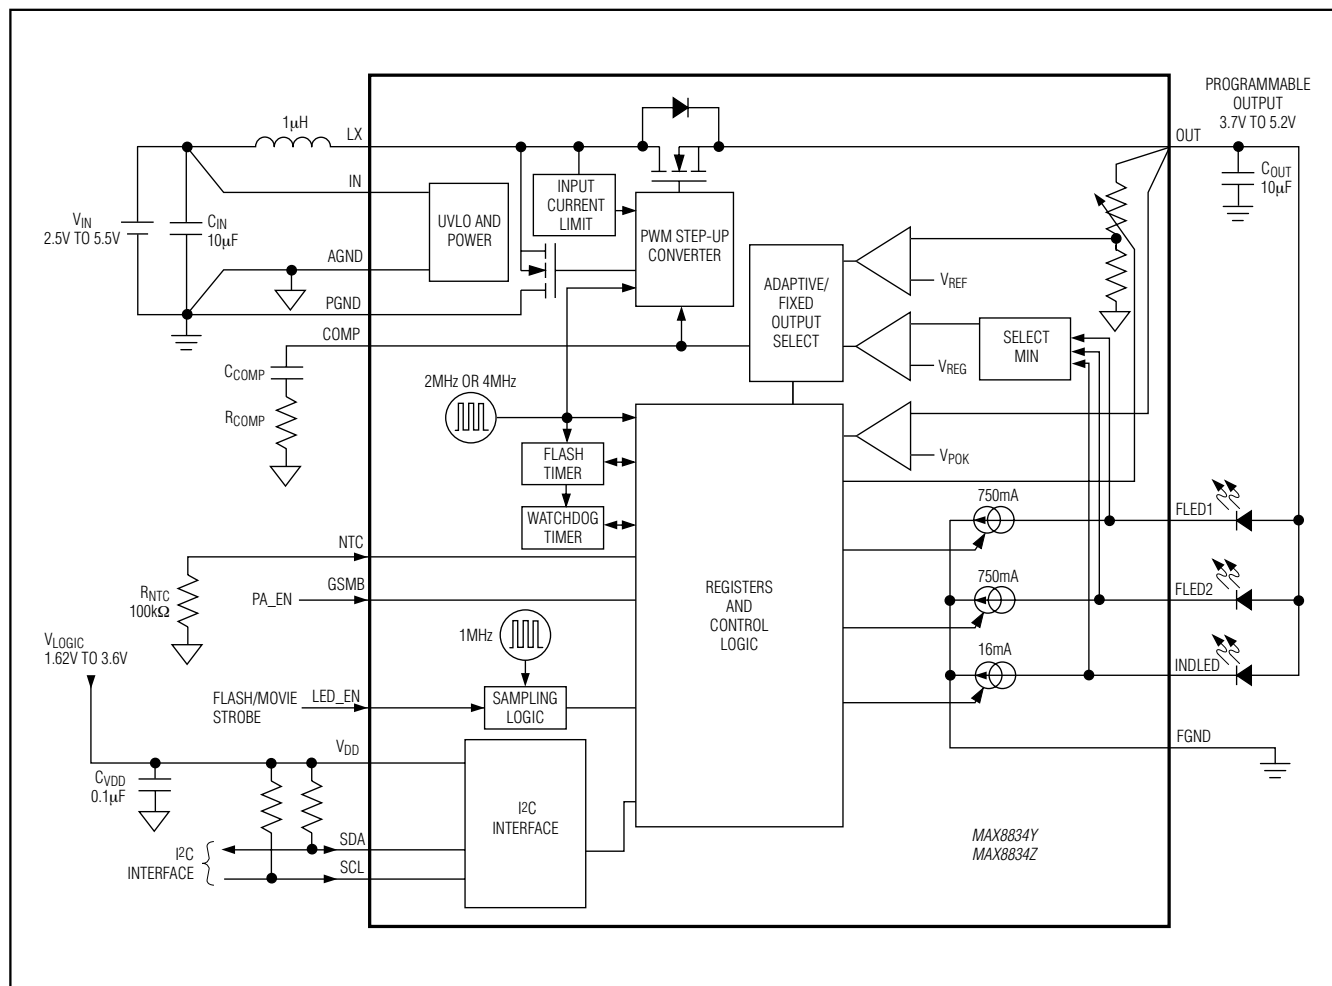 PROGRAMMABLE
OUTPUT
3.7V TO 5.2V
1µH
LX
OUT
IN
INPUT
CURRENT
LIMIT
COUT
10µF
VIN
2.5V TO 5.5V
CIN
10µF
UVLO AND
POWER
PWM STEP-UP
CONVERTER
AGND
ADAPTIVE/
FIXED
OUTPUT
SELECT
VREF
PGND
COMP
SELECT
MIN
VREG
CCOMP
2MHz OR 4MHz
RCOMP
FLASH
TIMER
VPOK
WATCHDOG
TIMER
750mA
FLED1
NTC
RNTC
100kΩ
GSMB
PA_EN
REGISTERS
AND
CONTROL
LOGIC
750mA
FLED2
1MHz
16mA
INDLED
VLOGIC
1.62V TO 3.6V
FLASH/MOVIE
STROBE
LED_EN
SAMPLING
LOGIC
VDD
FGND
CVDD
0.1µF
I2C
INTERFACE
I2C
INTERFACE
SDA
SCL
MAX8834Y
MAX8834Z